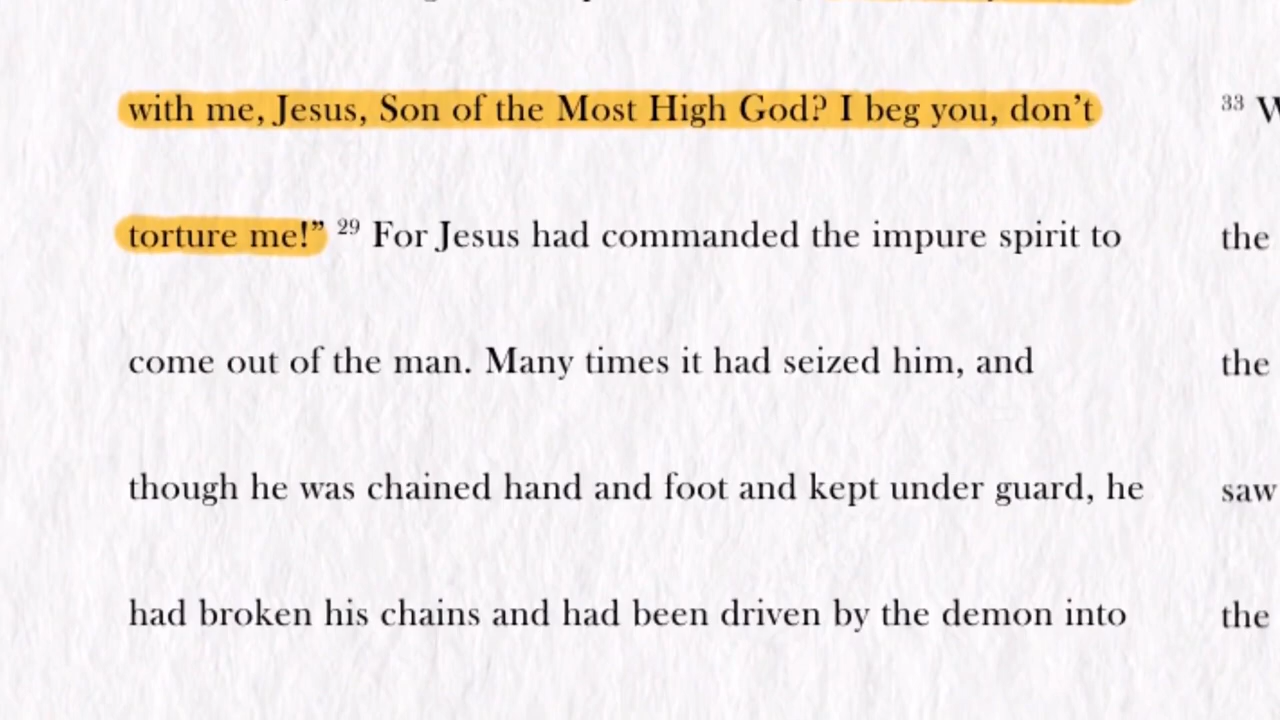 with me, Jesus, Son of the Most High God? I beg you, don’t
torture me!” 29 For Jesus had commanded the impure spirit to
come out of the man. Many times it had seized him, and
though he was chained hand and foot and kept under guard, he
had broken his chains and had been driven by the demon into
33
the
the
saw
the